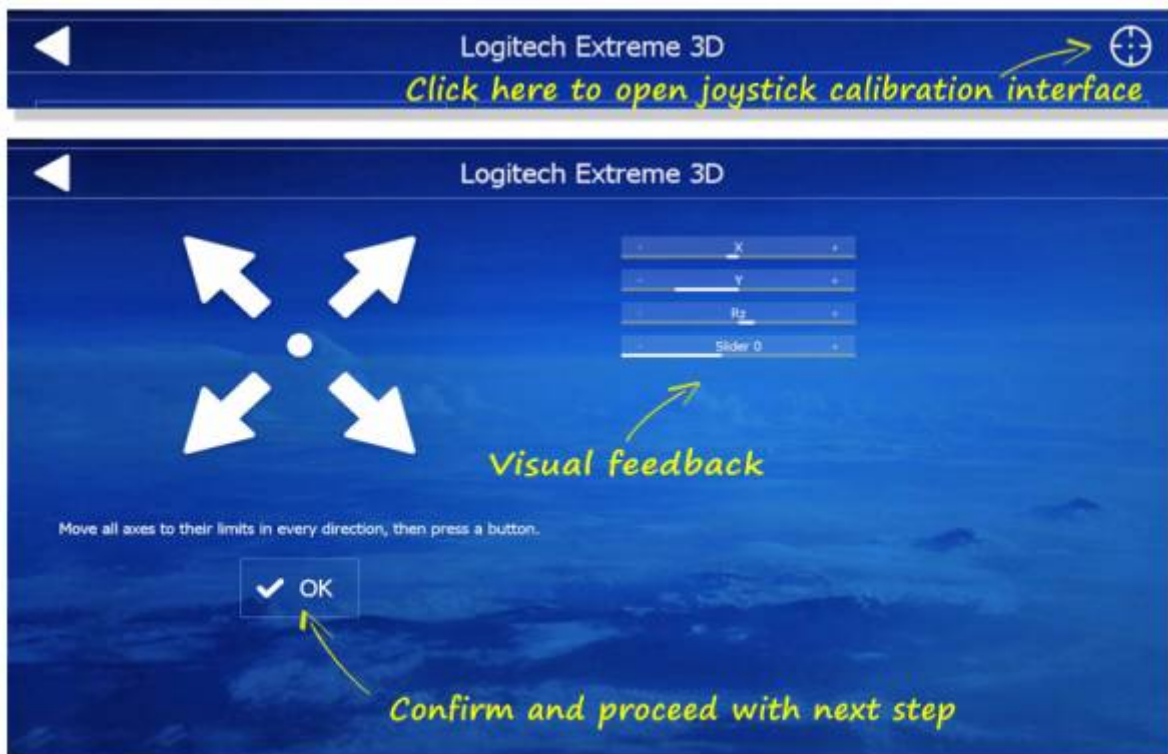 Logitech Extreme 3D
Click here to open joystick calibration interface
Logitech Extreme 3D
- X +
- Y +
- Rz +
- Slider 0 +
Visual feedback
Move all axes to their limits in every direction, then press a button.
OK
Confirm and proceed with next step